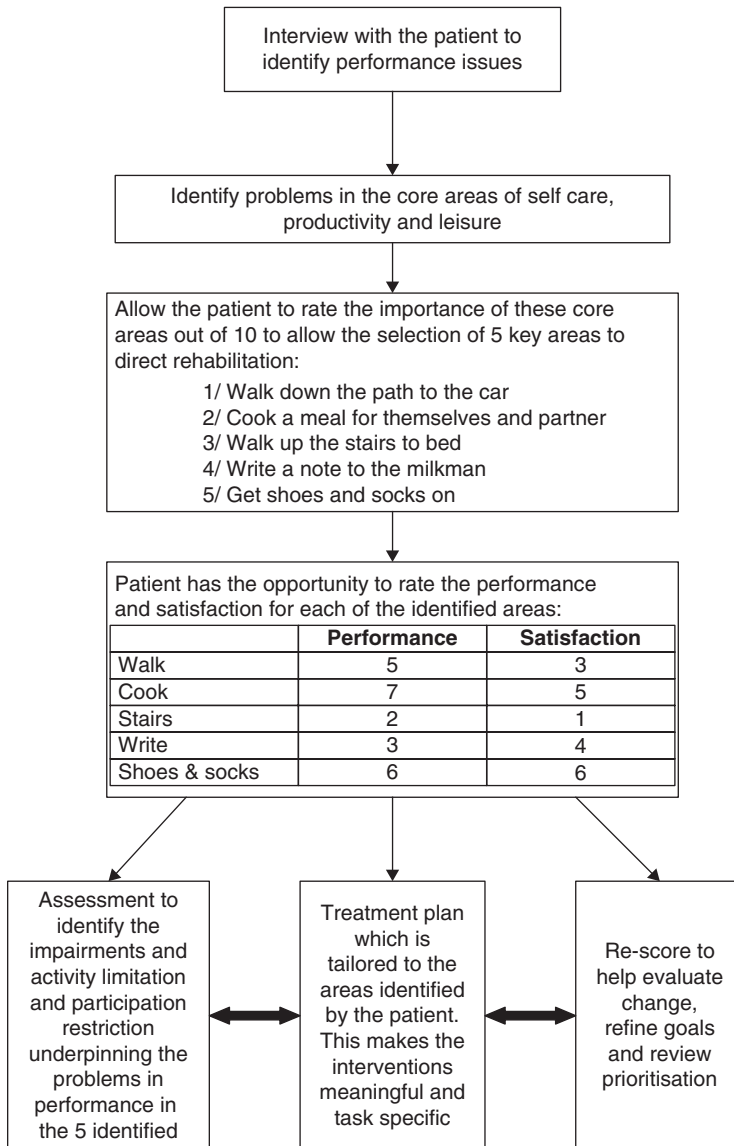 Interview with the patient to
identify performance issues
Identify problems in the core areas of self care,
productivity and leisure
Allow the patient to rate the importance of these core
areas out of 10 to allow the selection of 5 key areas to
direct rehabilitation:
1/ Walk down the path to the car
2/ Cook a meal for themselves and partner
3/ Walk up the stairs to bed
4/ Write a note to the milkman
5/ Get shoes and socks on
Patient has the opportunity to rate the performance
and satisfaction for each of the identified areas:
Performance Satisfaction
Walk 5 3
Cook 7 5
Stairs 2 1
Write 3 4
Shoes & socks 6 6
Assessment to
identify the
impairments and
activity limitation
and participation
restriction
underpinning the
problems in
performance in
the 5 identified
Treatment plan
which is
tailored to the
areas identified
by the patient.
This makes the
interventions
meaningful and
task specific
Re-score to
help evaluate
change,
refine goals
and review
prioritisation